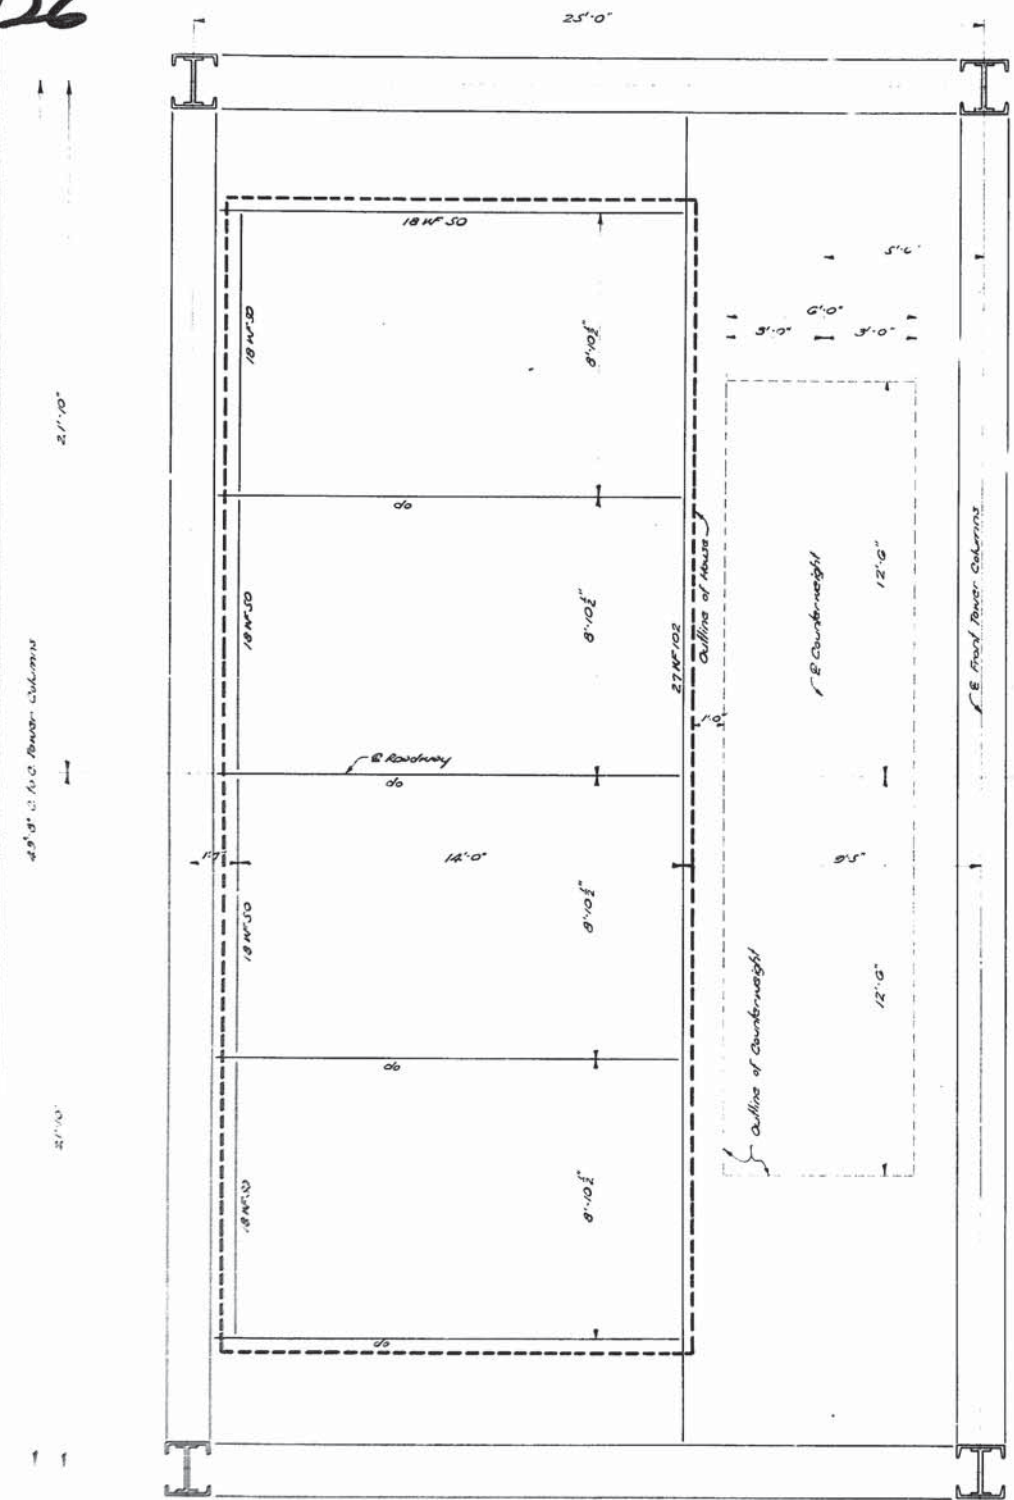 25'-0"
18 WF 50
5'-6"
6'-0"
3'-0" 3'-0"
18 WF 50
8'-10½"
21'-10"
do
Outline of House
12'-6"
℄ Counterweight
℄ Front Tower Columns
18 WF 50
8'-10½"
27 WF 102
43'-8" C. to C. Tower Columns
1'-0"
℄ Roadway
do
1'-7"
14'-0"
9'-5"
18 WF 50
8'-10½"
12'-6"
Outline of Counterweight
do
21'-10"
18 WF 50
8'-10½"
do